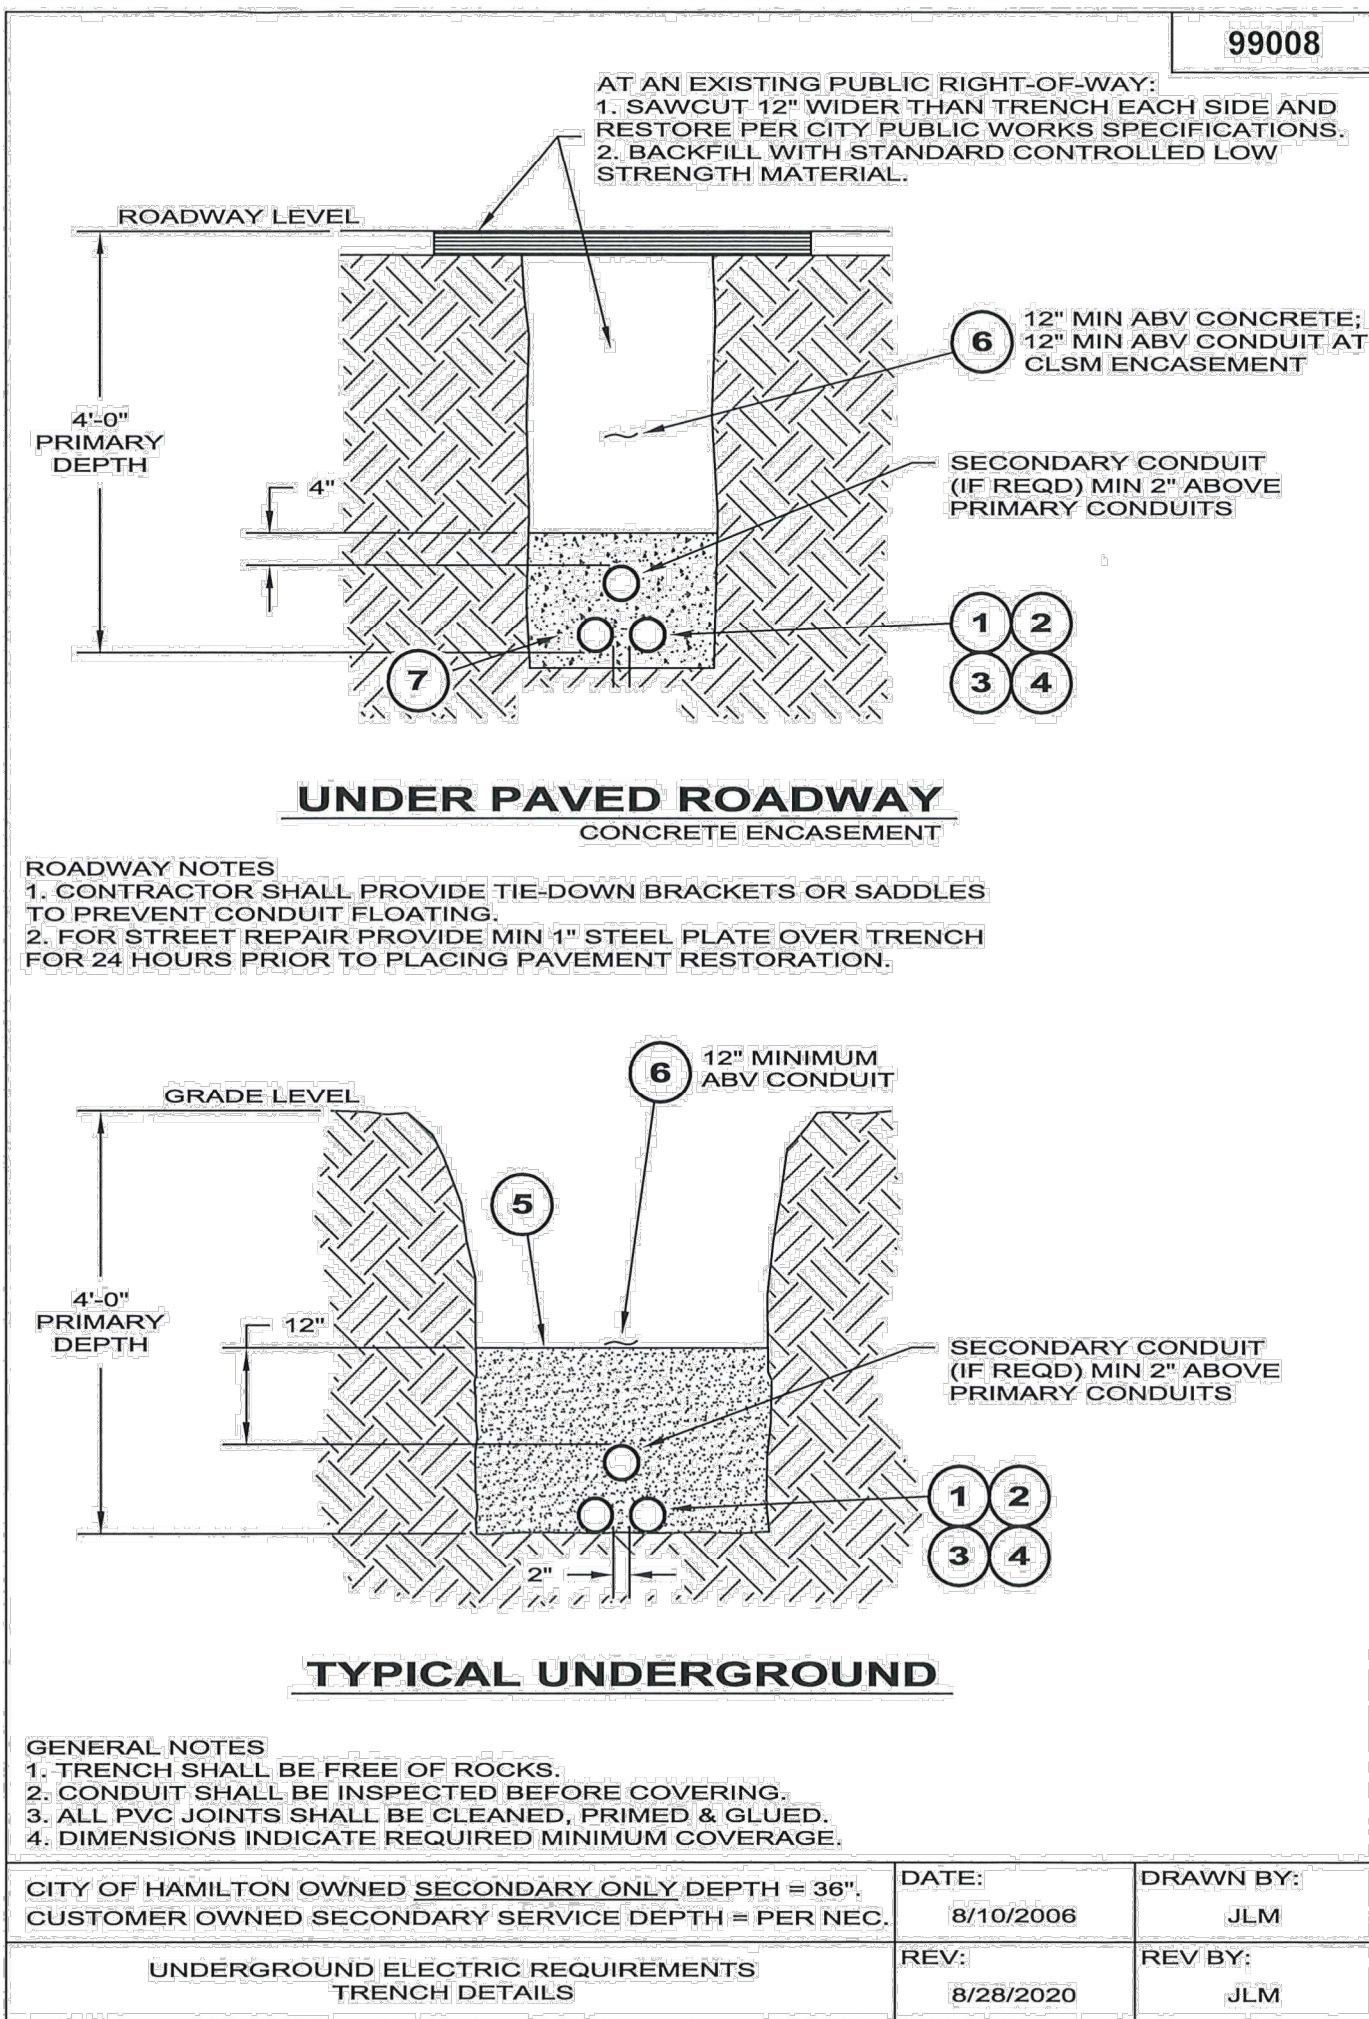 99008
AT AN EXISTING PUBLIC RIGHT-OF-WAY:
1. SAWCUT 12" WIDER THAN TRENCH EACH SIDE AND
RESTORE PER CITY PUBLIC WORKS SPECIFICATIONS.
2. BACKFILL WITH STANDARD CONTROLLED LOW
STRENGTH MATERIAL.
ROADWAY LEVEL
6
12" MIN ABV CONCRETE;
12" MIN ABV CONDUIT AT
CLSM ENCASEMENT
4'-0"
PRIMARY
DEPTH
4"
SECONDARY CONDUIT
(IF REQD) MIN 2" ABOVE
PRIMARY CONDUITS
1 2
3 4
7
UNDER PAVED ROADWAY
CONCRETE ENCASEMENT
ROADWAY NOTES
1. CONTRACTOR SHALL PROVIDE TIE-DOWN BRACKETS OR SADDLES
TO PREVENT CONDUIT FLOATING.
2. FOR STREET REPAIR PROVIDE MIN 1" STEEL PLATE OVER TRENCH
FOR 24 HOURS PRIOR TO PLACING PAVEMENT RESTORATION.
6
12" MINIMUM
ABV CONDUIT
GRADE LEVEL
5
4'-0"
PRIMARY
DEPTH
12"
SECONDARY CONDUIT
(IF REQD) MIN 2" ABOVE
PRIMARY CONDUITS
1 2
3 4
2"
TYPICAL UNDERGROUND
GENERAL NOTES
1. TRENCH SHALL BE FREE OF ROCKS.
2. CONDUIT SHALL BE INSPECTED BEFORE COVERING.
3. ALL PVC JOINTS SHALL BE CLEANED, PRIMED & GLUED.
4. DIMENSIONS INDICATE REQUIRED MINIMUM COVERAGE.
CITY OF HAMILTON OWNED SECONDARY ONLY DEPTH = 36".
CUSTOMER OWNED SECONDARY SERVICE DEPTH = PER NEC.
DATE:
8/10/2006
DRAWN BY:
JLM
UNDERGROUND ELECTRIC REQUIREMENTS
TRENCH DETAILS
REV:
8/28/2020
REV BY:
JLM